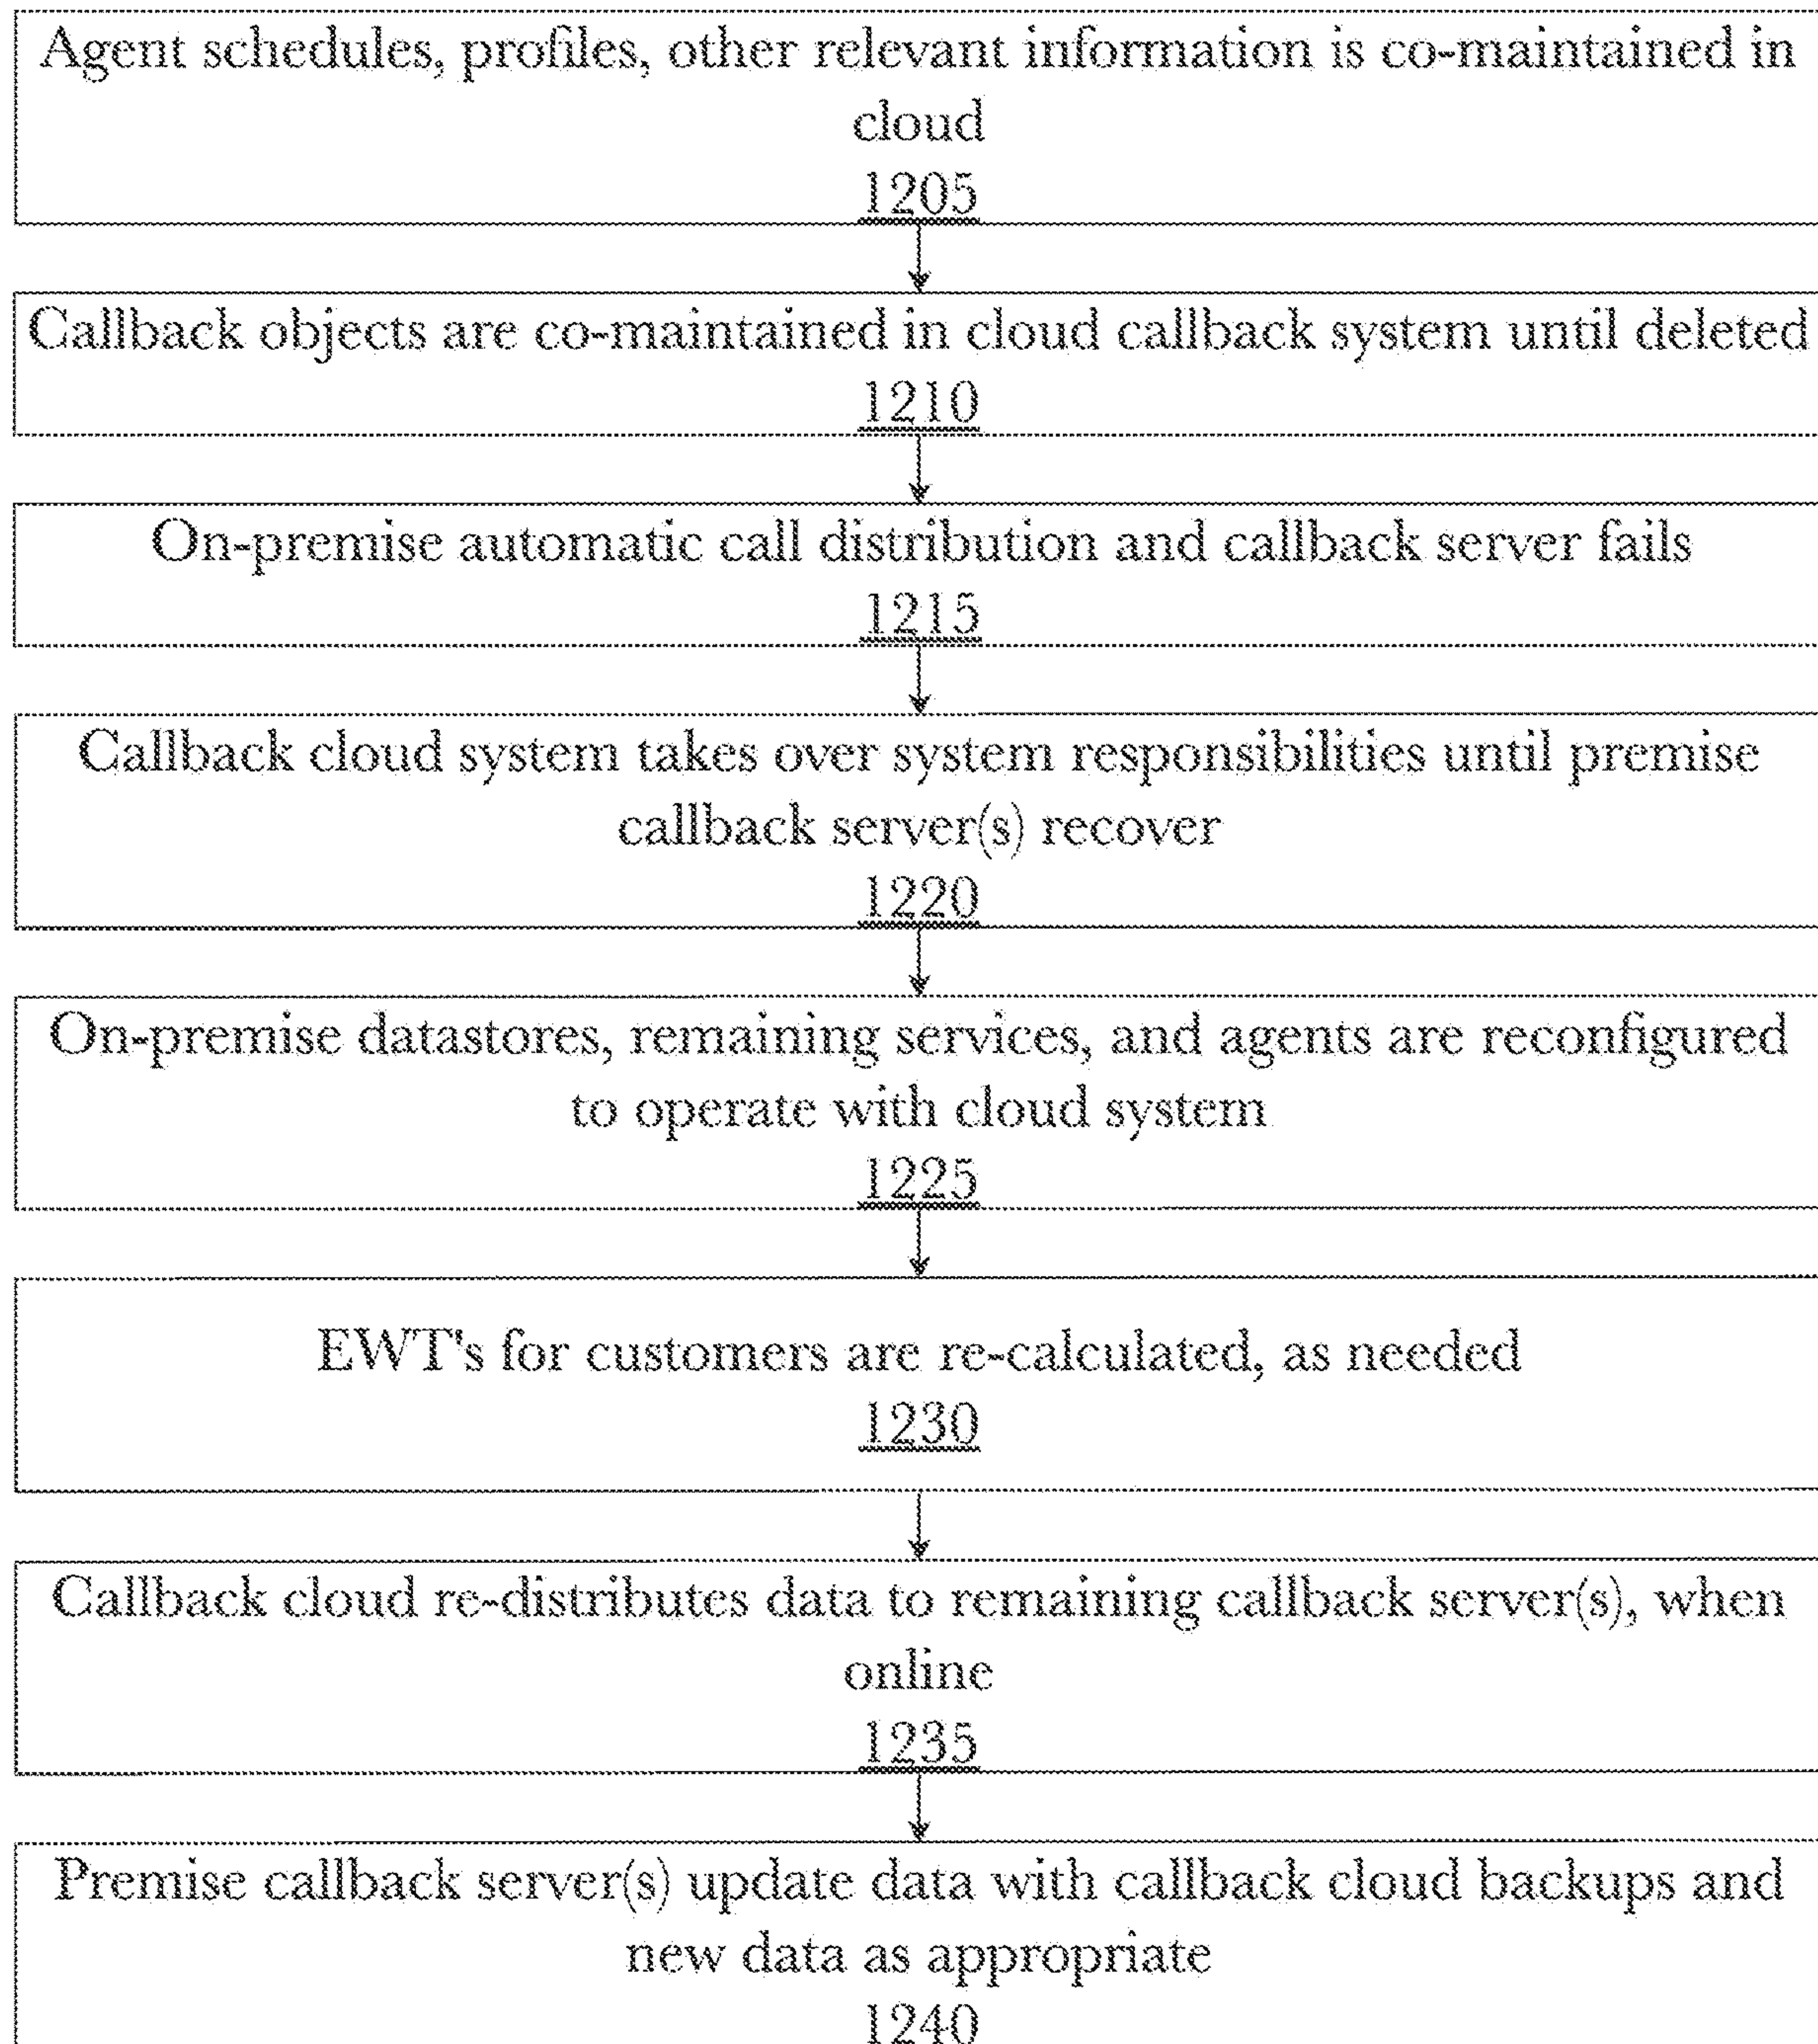 Agent schedules, profiles, other relevant information is co-maintained in
cloud
1205
Callback objects are co-maintained in cloud callback system until deleted
1210
On-premise automatic call distribution and callback server fails
1215
Callback cloud system takes over system responsibilities until premise
callback server(s) recover
1220
On-premise datastores, remaining services, and agents are reconfigured
to operate with cloud system
1225
EWT's for customers are re-calculated, as needed
1230
Callback cloud re-distributes data to remaining callback server(s), when
online
1235
Premise callback server(s) update data with callback cloud backups and
new data as appropriate
1240